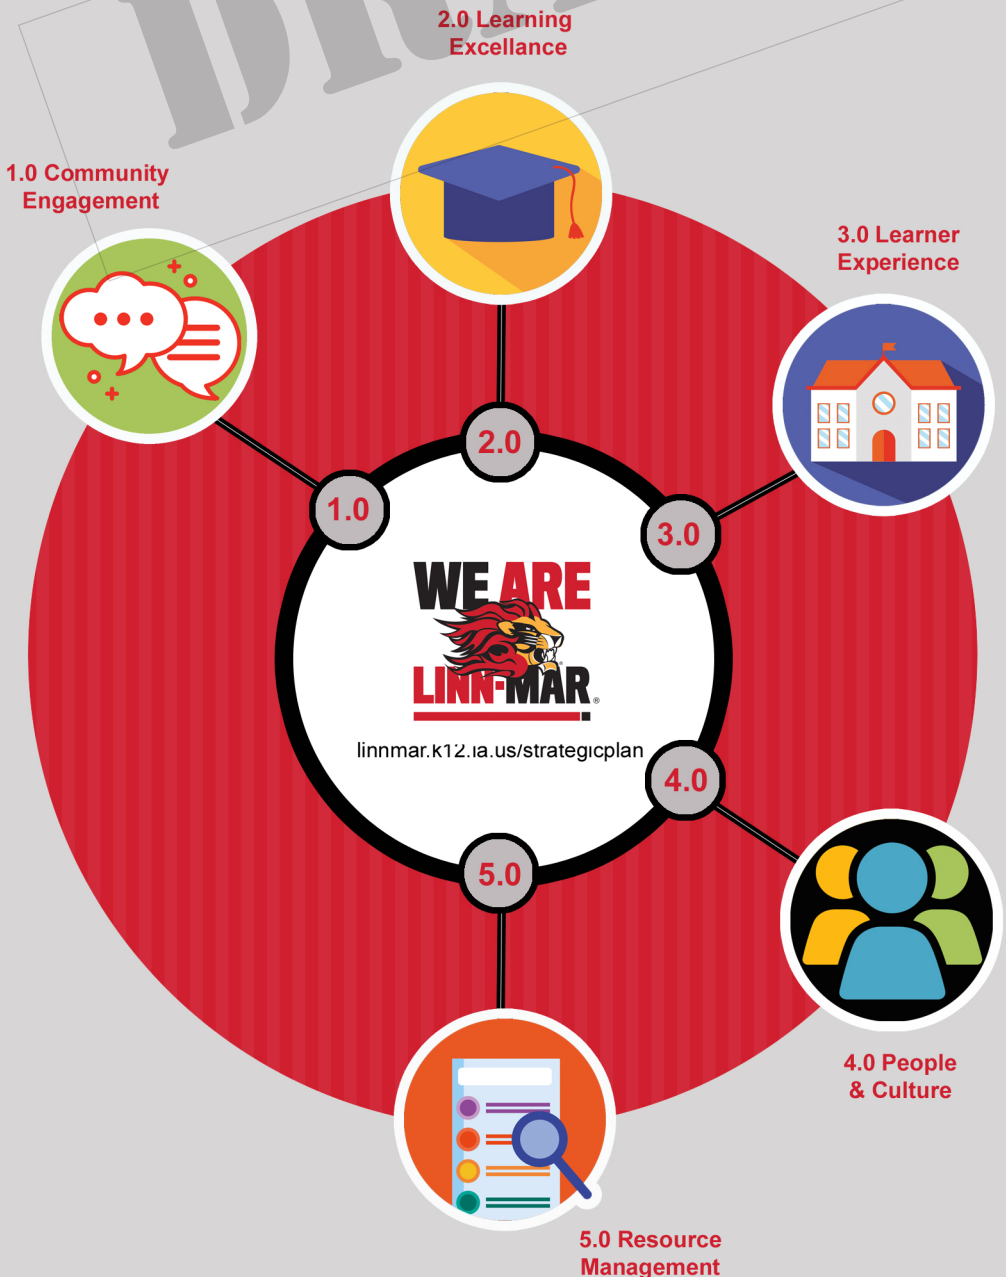 2.0 Learning
Excellance
1.0 Community
Engagement
3.0 Learner
Experience
2.0
1.0
3.0
WE ARE
LINN-MAR®
linnmar.k12.ia.us/strategicplan
4.0
5.0
4.0 People
& Culture
5.0 Resource
Management